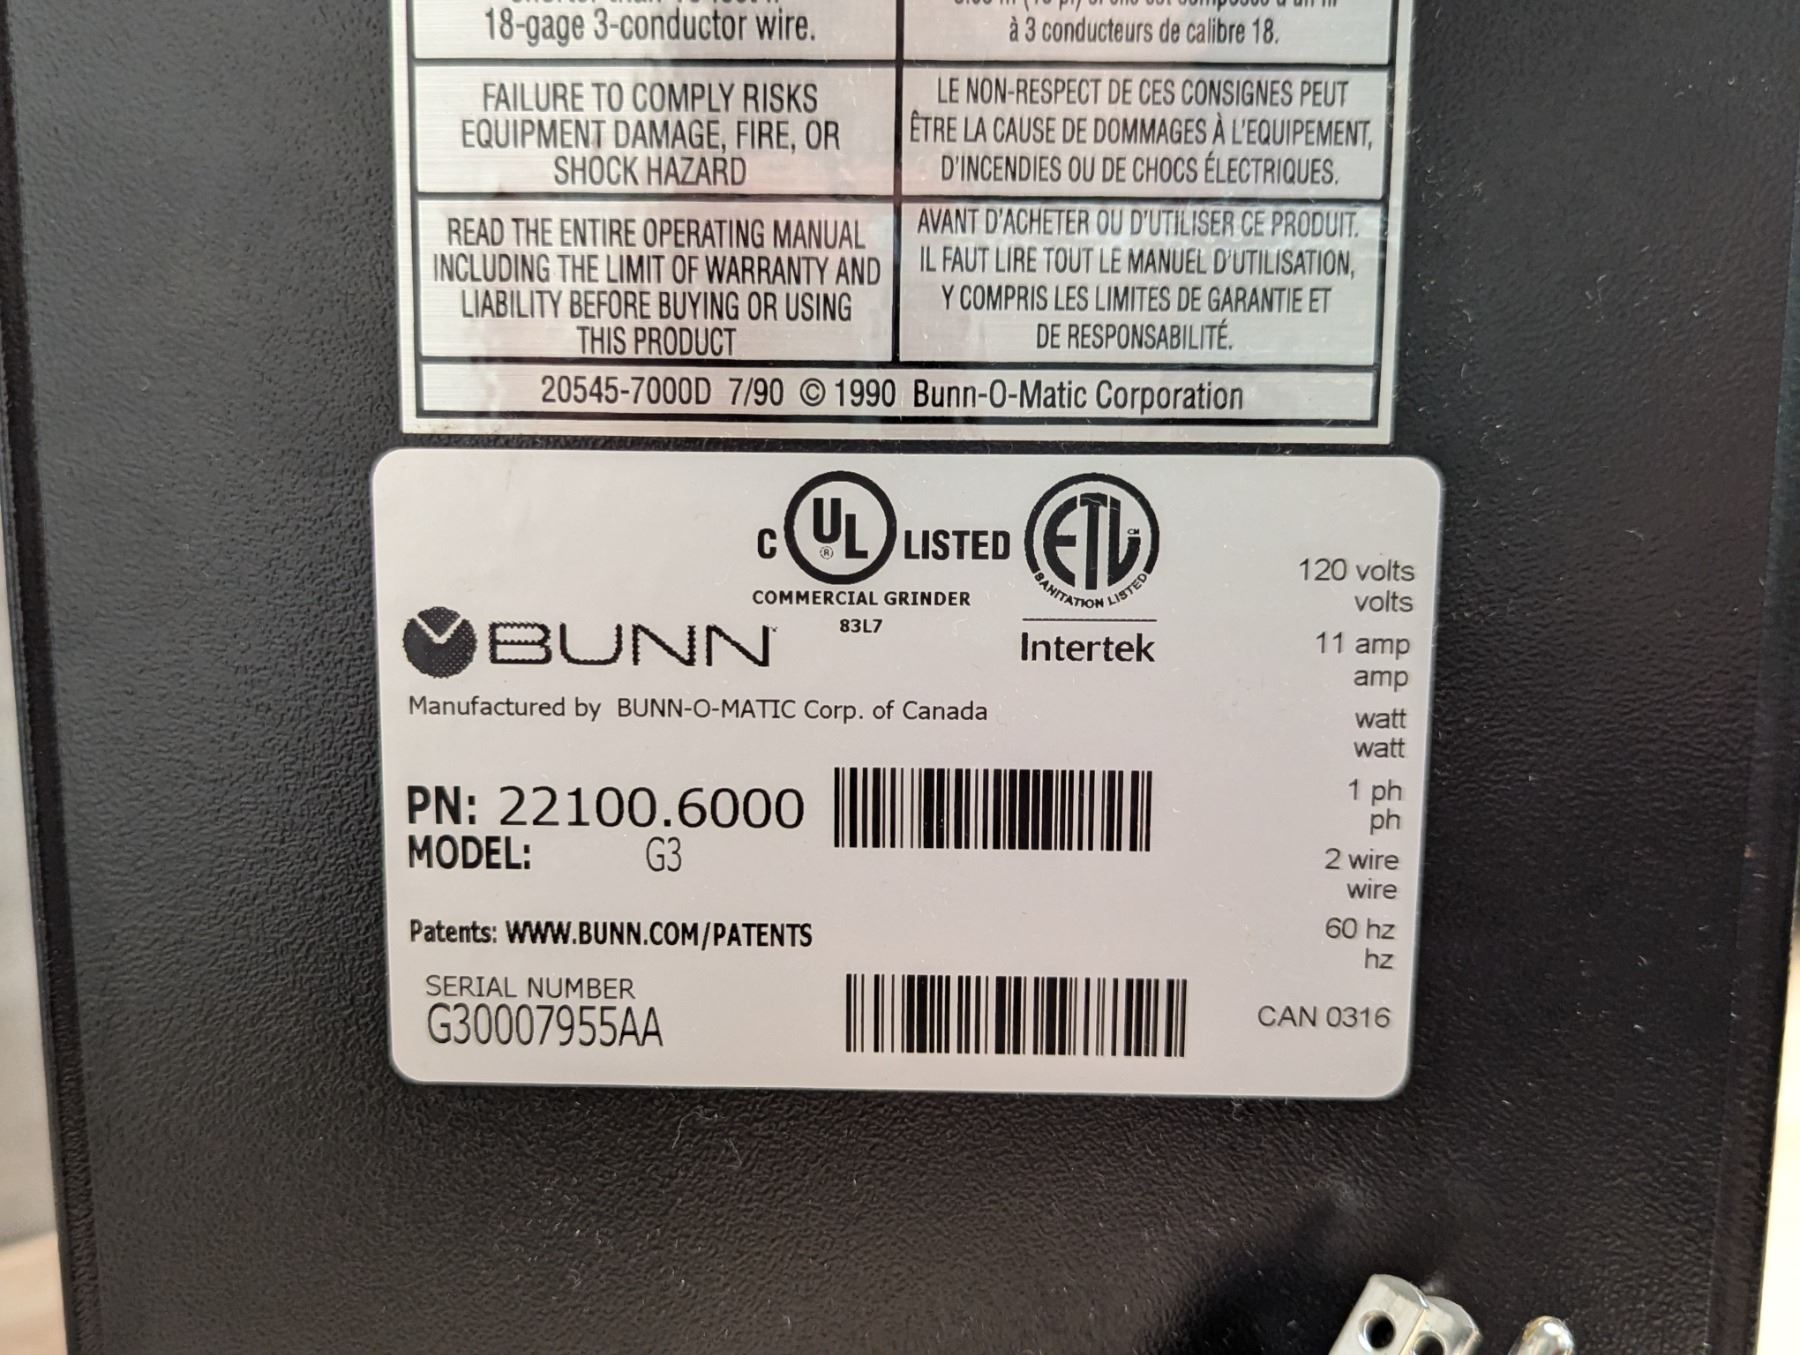 18-gage 3-conductor wire.
à 3 conducteurs de calibre 18.
FAILURE TO COMPLY RISKS
EQUIPMENT DAMAGE, FIRE, OR
SHOCK HAZARD
LE NON-RESPECT DE CES CONSIGNES PEUT
ÊTRE LA CAUSE DE DOMMAGES À L'EQUIPEMENT,
D'INCENDIES OU DE CHOCS ÉLECTRIQUES.
READ THE ENTIRE OPERATING MANUAL
INCLUDING THE LIMIT OF WARRANTY AND
LIABILITY BEFORE BUYING OR USING
THIS PRODUCT
AVANT D'ACHETER OU D'UTILISER CE PRODUIT.
IL FAUT LIRE TOUT LE MANUEL D'UTILISATION,
Y COMPRIS LES LIMITES DE GARANTIE ET
DE RESPONSABILITÉ.
20545-7000D 7/90 © 1990 Bunn-O-Matic Corporation
C UL ® LISTED
COMMERCIAL GRINDER
83L7
ETL CM
SANITATION LISTED
Intertek
BUNN
Manufactured by BUNN-O-MATIC Corp. of Canada
PN: 22100.6000
MODEL: G3
Patents: WWW.BUNN.COM/PATENTS
SERIAL NUMBER
G30007955AA
120 volts
volts
11 amp
amp
watt
watt
1 ph
ph
2 wire
wire
60 hz
hz
CAN 0316